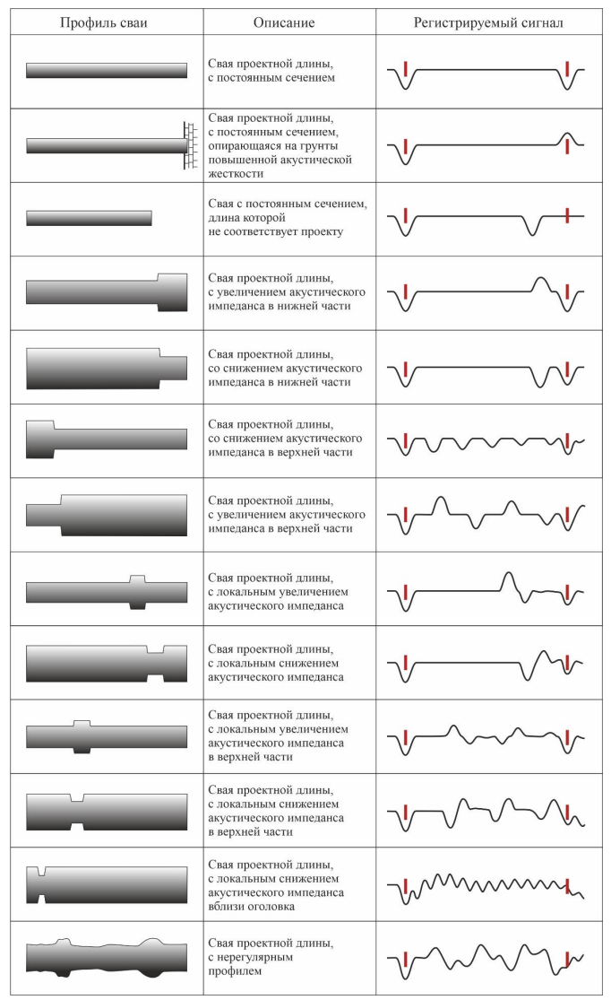 Профиль сваи
Описание
Регистрируемый сигнал
Свая проектной длины,
с постоянным сечением
Свая проектной длины,
с постоянным сечением,
опирающаяся на грунты
повышенной акустической
жесткости
Свая с постоянным сечением,
длина которой
не соответствует проекту
Свая проектной длины,
с увеличением акустического
импеданса в нижней части
Свая проектной длины,
со снижением акустического
импеданса в нижней части
Свая проектной длины,
со снижением акустического
импеданса в верхней части
Свая проектной длины,
с увеличением акустического
импеданса в верхней части
Свая проектной длины,
с локальным увеличением
акустического импеданса
Свая проектной длины,
с локальным снижением
акустического импеданса
Свая проектной длины,
с локальным увеличением
акустического импеданса
в верхней части
Свая проектной длины,
с локальным снижением
акустического импеданса
в верхней части
Свая проектной длины,
с локальным снижением
акустического импеданса
вблизи оголовка
Свая проектной длины,
с нерегулярным
профилем